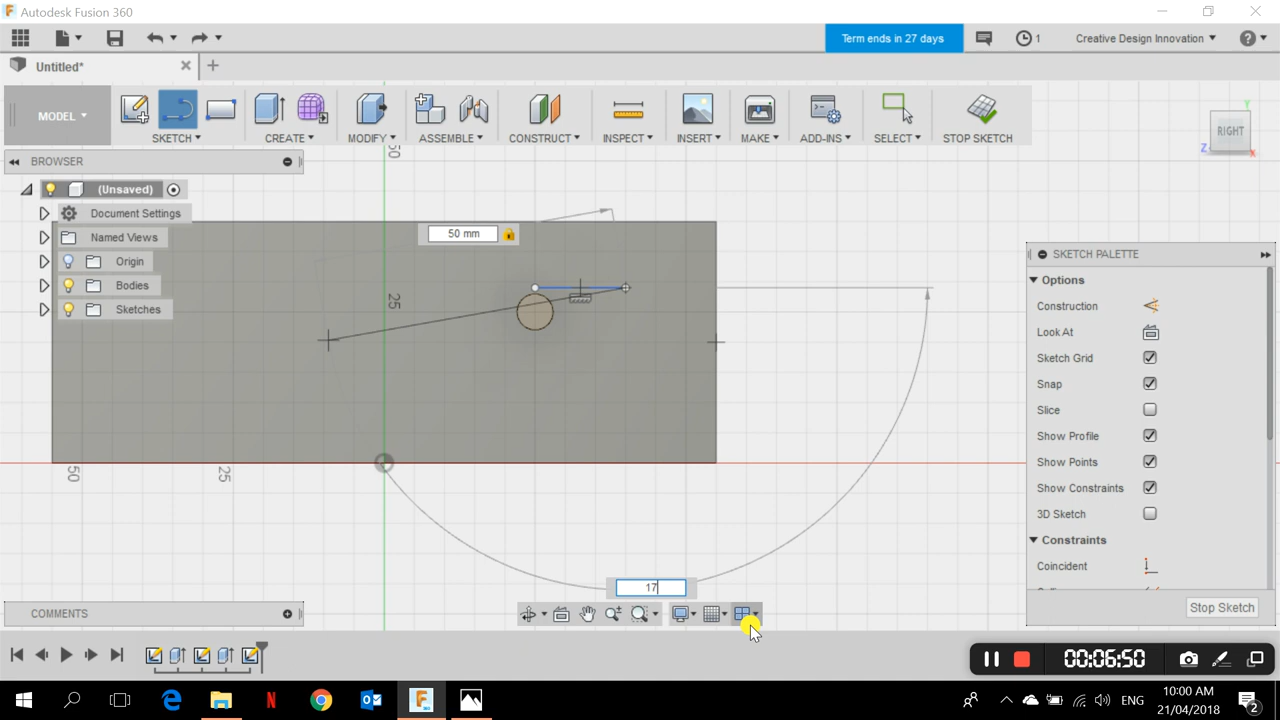 Autodesk Fusion 360
Term ends in 27 days
1
Creative Design Innovation
Untitled*
MODEL
SKETCH
CREATE
MODIFY
ASSEMBLE
CONSTRUCT
INSPECT
INSERT
MAKE
ADD-INS
SELECT
STOP SKETCH
Y
RIGHT
Z
X
BROWSER
(Unsaved)
Document Settings
Named Views
Origin
Bodies
Sketches
50
50 mm
25
50
25
SKETCH PALETTE
Options
Construction
Look At
Sketch Grid
Snap
Slice
Show Profile
Show Points
Show Constraints
3D Sketch
Constraints
Coincident
17
COMMENTS
Stop Sketch
00:06:50
ENG
10:00 AM
21/04/2018
2